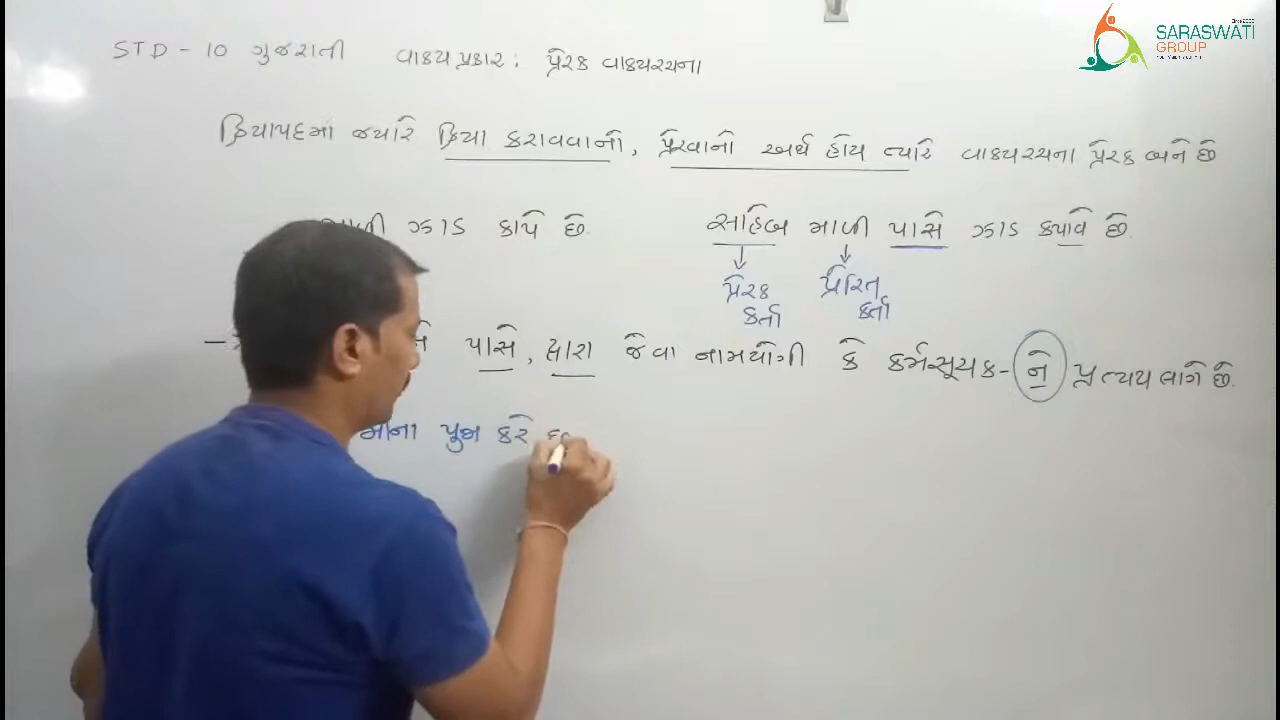 STD - 10 ગુજરાતી વાક્ય પ્રકાર : પ્રેરક વાક્યરચના
ક્રિયાપદમાં જ્યારે ક્રિયા કરાવવાનો, પ્રેરવાનો અર્થ હોય ત્યારે વાક્યરચના પ્રેરક બને છે
માળી ઝાડ કાપે છે. સાહિબ માળી પાસે ઝાડ કપાવે છે.
પ્રેરક પ્રેરિત
કર્તા કર્તા
પાસે, દ્વારા જેવા નામયોગી કે કર્મસૂચક - ને પ્રત્યય લાગે છે.
પુજા કરે
SARASWATI
GROUP